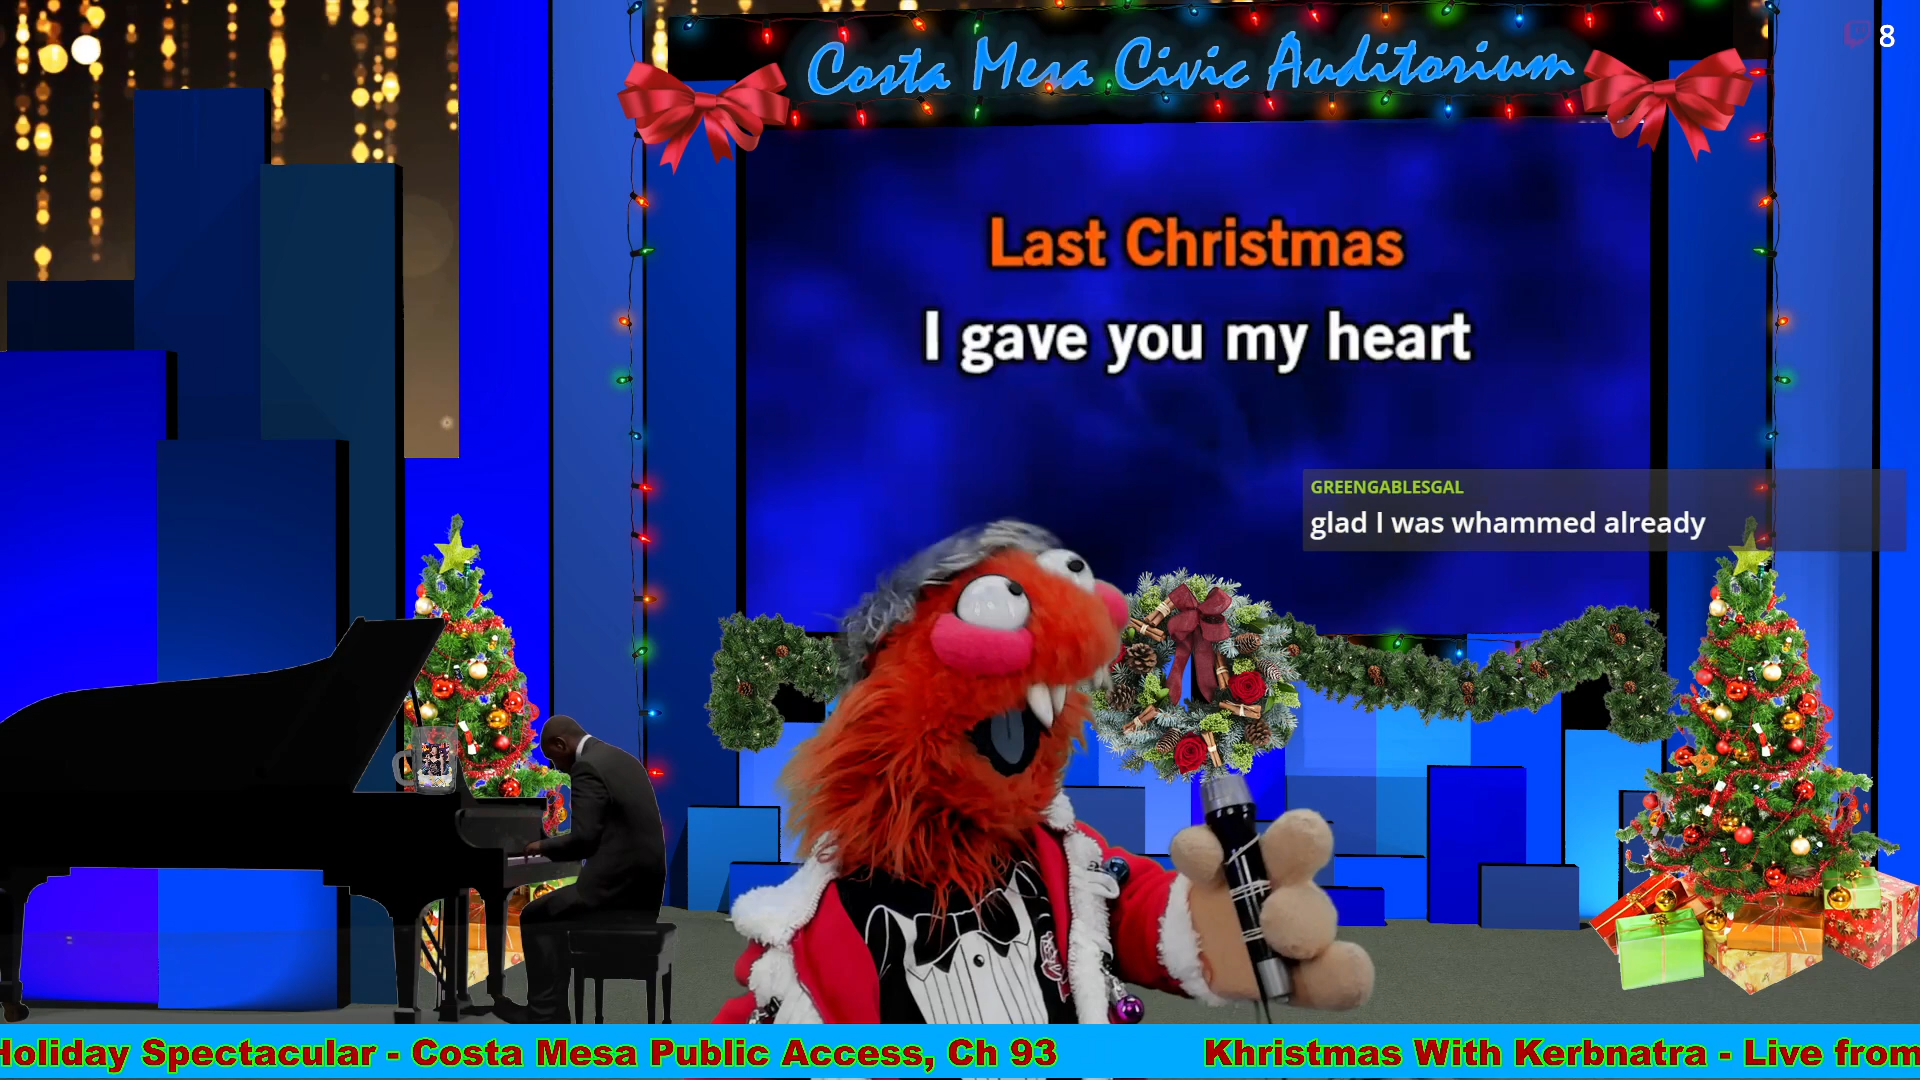 Costa Mesa Civic Auditorium
8
Last Christmas
I gave you my heart
GREENGABLESGAL
glad I was whammed already
Holiday Spectacular - Costa Mesa Public Access, Ch 93 Khristmas With Kerbnatra - Live from